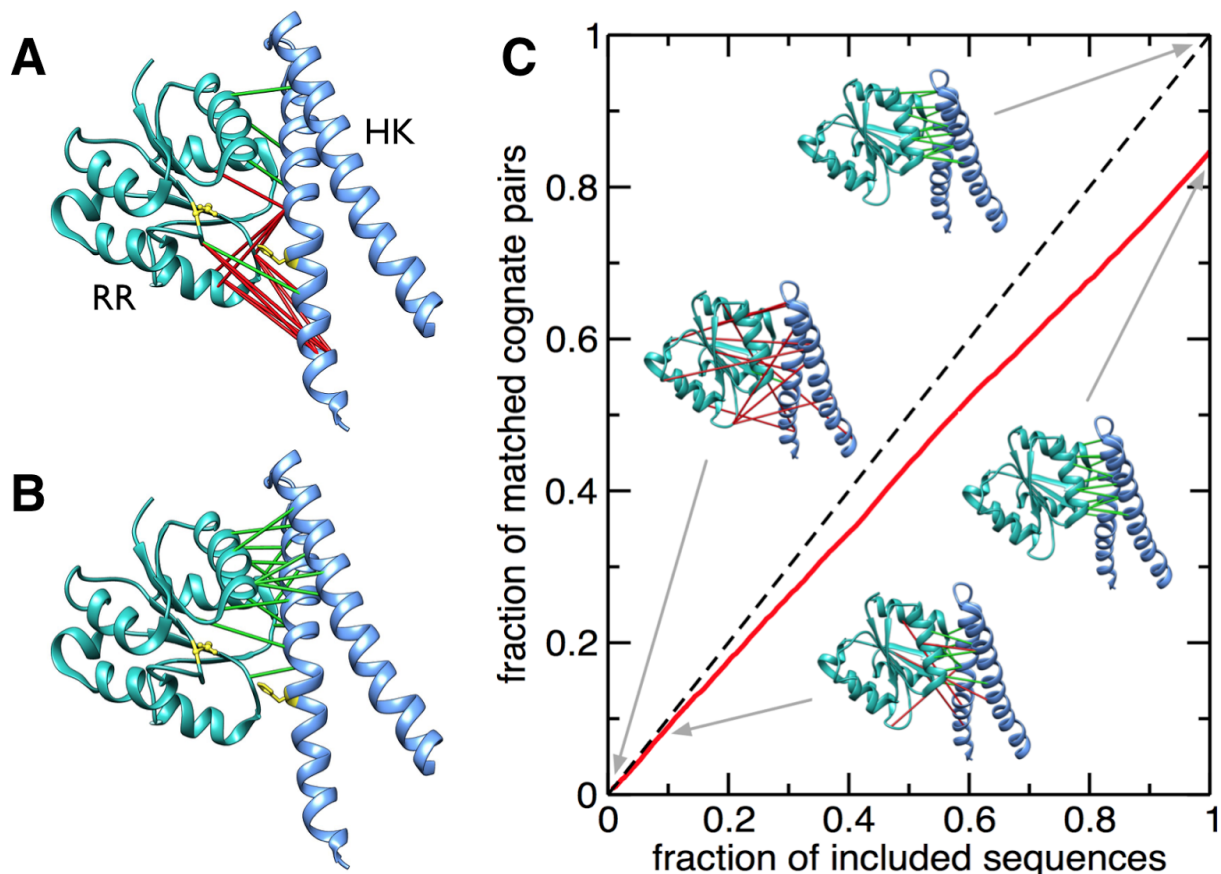 A
HK
RR
B
C
fraction of matched cognate pairs
1
0.8
0.6
0.4
0.2
0
0
0.2
0.4
0.6
0.8
1
fraction of included sequences